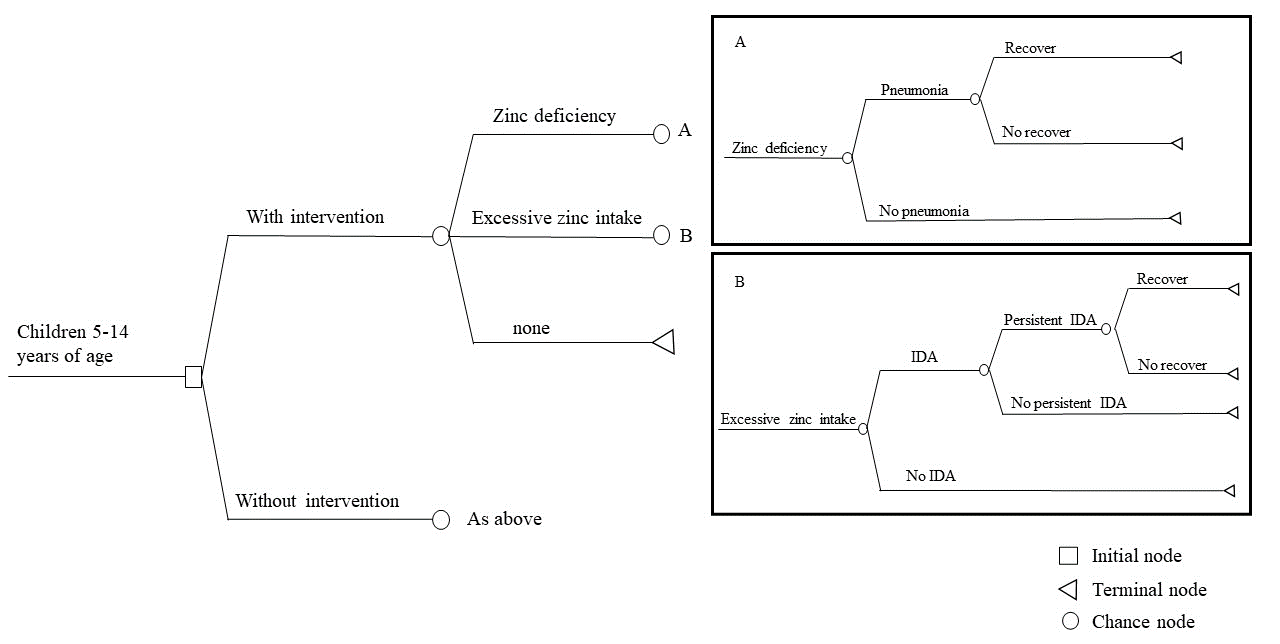 Children 5-14
years of age
With intervention
Without intervention
As above
Zinc deficiency
A
Excessive zinc intake
B
none
A
Zinc deficiency
Pneumonia
Recover
No recover
No pneumonia
B
Excessive zinc intake
IDA
Persistent IDA
Recover
No recover
No persistent IDA
No IDA
Initial node
Terminal node
Chance node